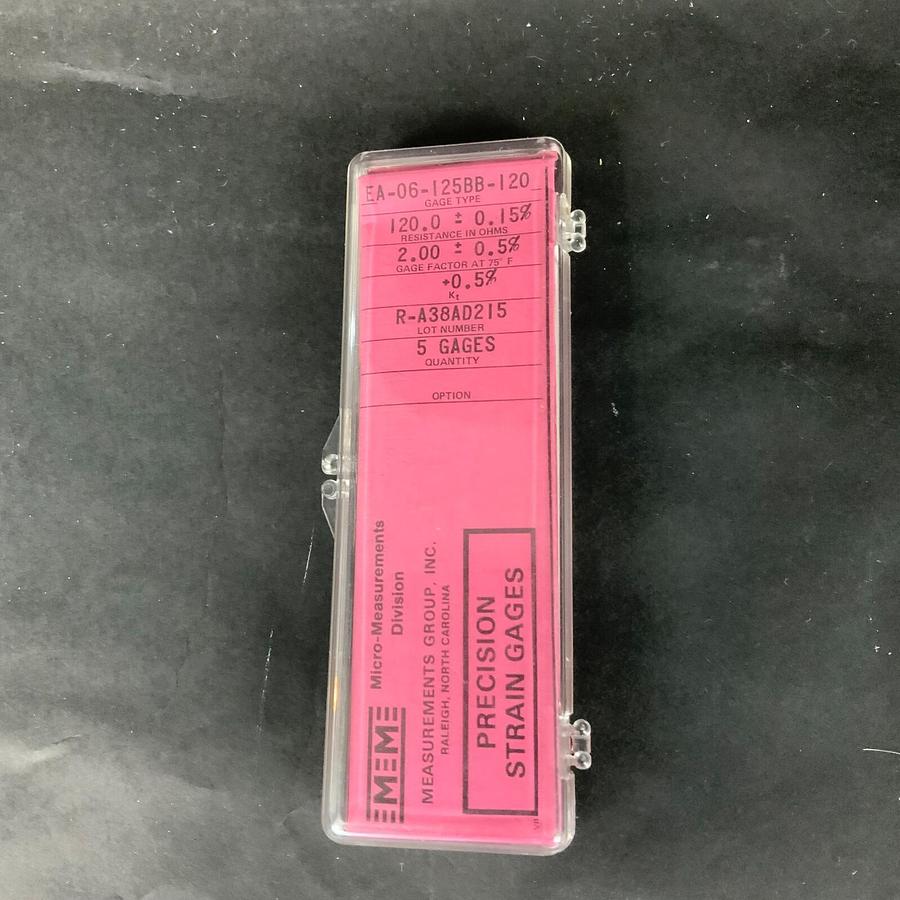 EA-06-125BB-120
GAGE TYPE
120.0 ± 0.15%
RESISTANCE IN OHMS
2.00 ± 0.5%
GAGE FACTOR AT 75° F
+0.5%
Kt
R-A38AD215
LOT NUMBER
5 GAGES
QUANTITY
OPTION
MM
Micro-Measurements
Division
MEASUREMENTS GROUP, INC.
RALEIGH, NORTH CAROLINA
PRECISION
STRAIN GAGES